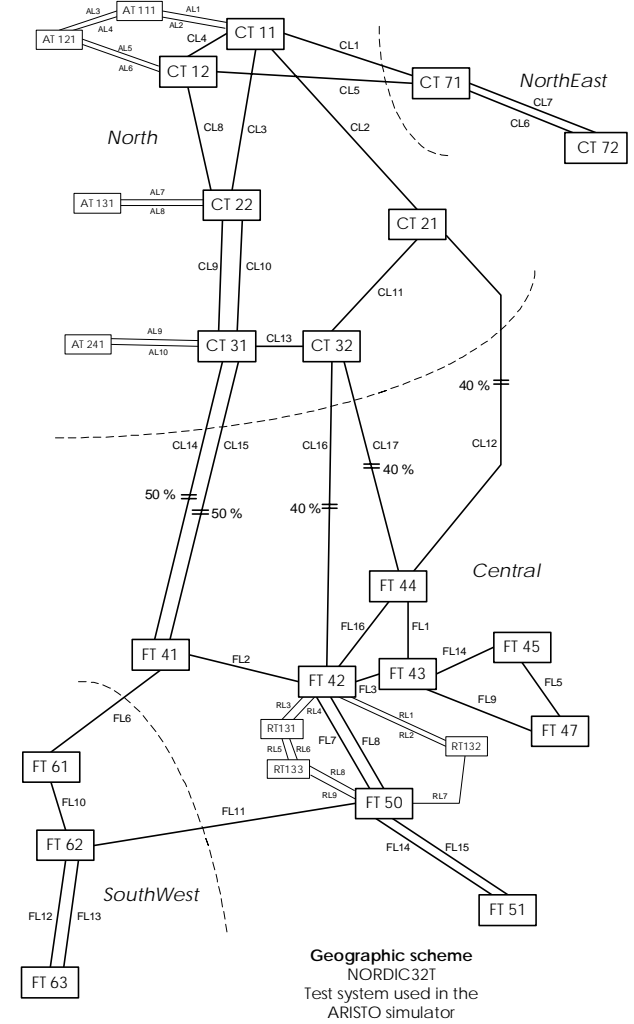 AT 111
AL1
AL3
AL2
AL4
CT 11
AT 121
CL4
AL5
AL6
CL1
CT 12
CT 71
NorthEast
CL5
CL7
CL6
North
CL8
CL3
CL2
CT 72
AT 131
AL7
AL8
CT 22
CT 21
CL9
CL10
CL11
AT 241
AL9
AL10
CT 31
CL13
CT 32
40 %
CL14
CL15
CL16
CL17
CL12
40 %
50 %
50 %
40 %
Central
FT 44
FL16
FL1
FT 41
FL2
FT 42
FL3
FT 43
FL14
FT 45
FL5
FL9
FT 47
FL6
RL3
RL4
RL1
RL2
RT131
FL7
FL8
RT132
RL5
RL6
FT 61
RT133
RL8
RL9
RL7
FL10
FL11
FT 50
FT 62
FL14
FL15
SouthWest
FL12
FL13
FT 51
FT 63
Geographic scheme
NORDIC32T
Test system used in the
ARISTO simulator